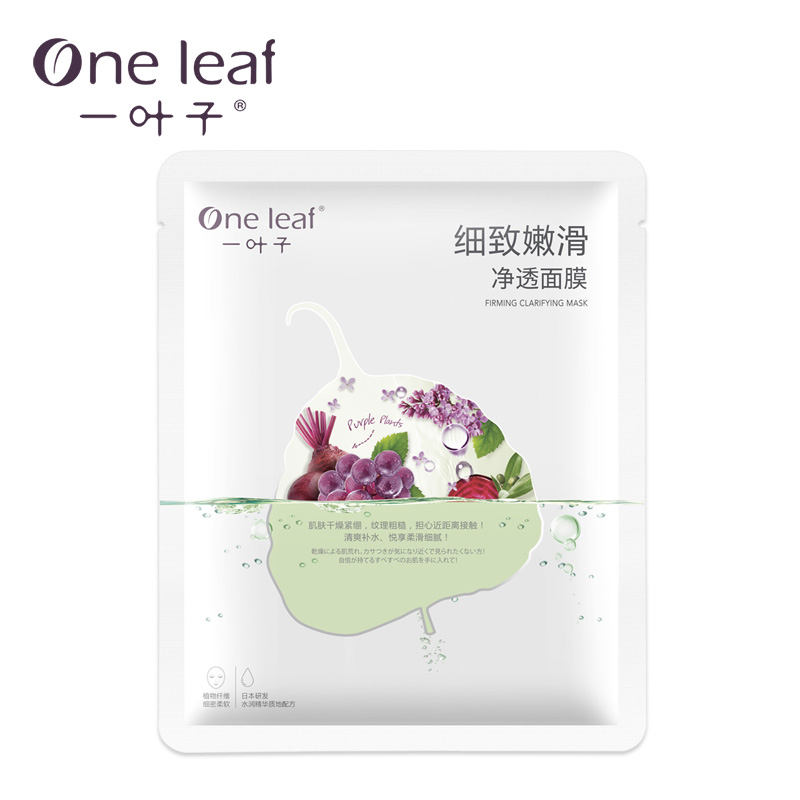 One leaf
一叶子®
One leaf®
一叶子
细致嫩滑
净透面膜
FIRMING CLARIFYING MASK
Purple Plants
肌肤干燥紧绷，纹理粗糙，担心近距离接触！
清爽补水、悦享柔滑细腻！
乾燥による肌荒れ、カサつきが気になり近くで見られたくない方！
自信が持てるすべすべのお肌を手に入れて！
植物纤维
细密柔软
日本研发
水润精华质地配方